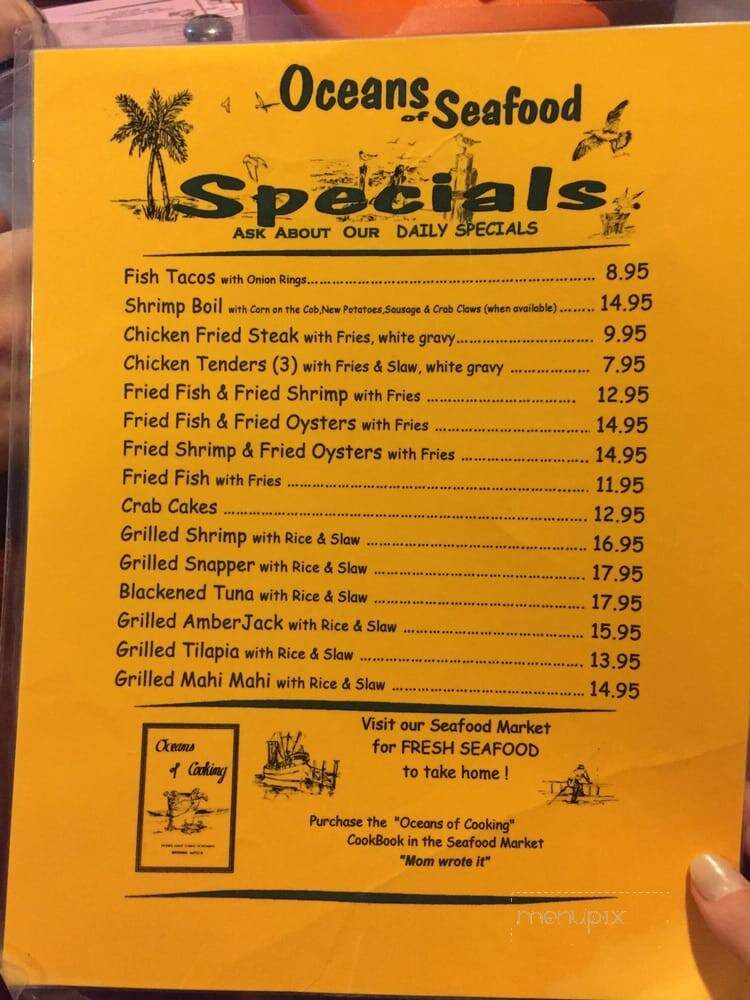 Oceans of Seafood
Specials
Ask About Our DAILY SPECIALS
Fish Tacos with Onion Rings........................ 8.95
Shrimp Boil with Corn on the Cob,New Potatoes,Sausage & Crab Claws (when available) ......... 14.95
Chicken Fried Steak with Fries, white gravy........................ 9.95
Chicken Tenders (3) with Fries & Slaw, white gravy ..................... 7.95
Fried Fish & Fried Shrimp with Fries ........................ 12.95
Fried Fish & Fried Oysters with Fries ........................ 14.95
Fried Shrimp & Fried Oysters with Fries ........................ 14.95
Fried Fish with Fries ........................ 11.95
Crab Cakes ........................ 12.95
Grilled Shrimp with Rice & Slaw ........................ 16.95
Grilled Snapper with Rice & Slaw ........................ 17.95
Blackened Tuna with Rice & Slaw ........................ 17.95
Grilled AmberJack with Rice & Slaw ........................ 15.95
Grilled Tilapia with Rice & Slaw ........................ 13.95
Grilled Mahi Mahi with Rice & Slaw ........................ 14.95
Visit our Seafood Market
for FRESH SEAFOOD
to take home !
Oceans
of Cooking
Purchase the "Oceans of Cooking"
CookBook in the Seafood Market
"Mom wrote it"
menupix